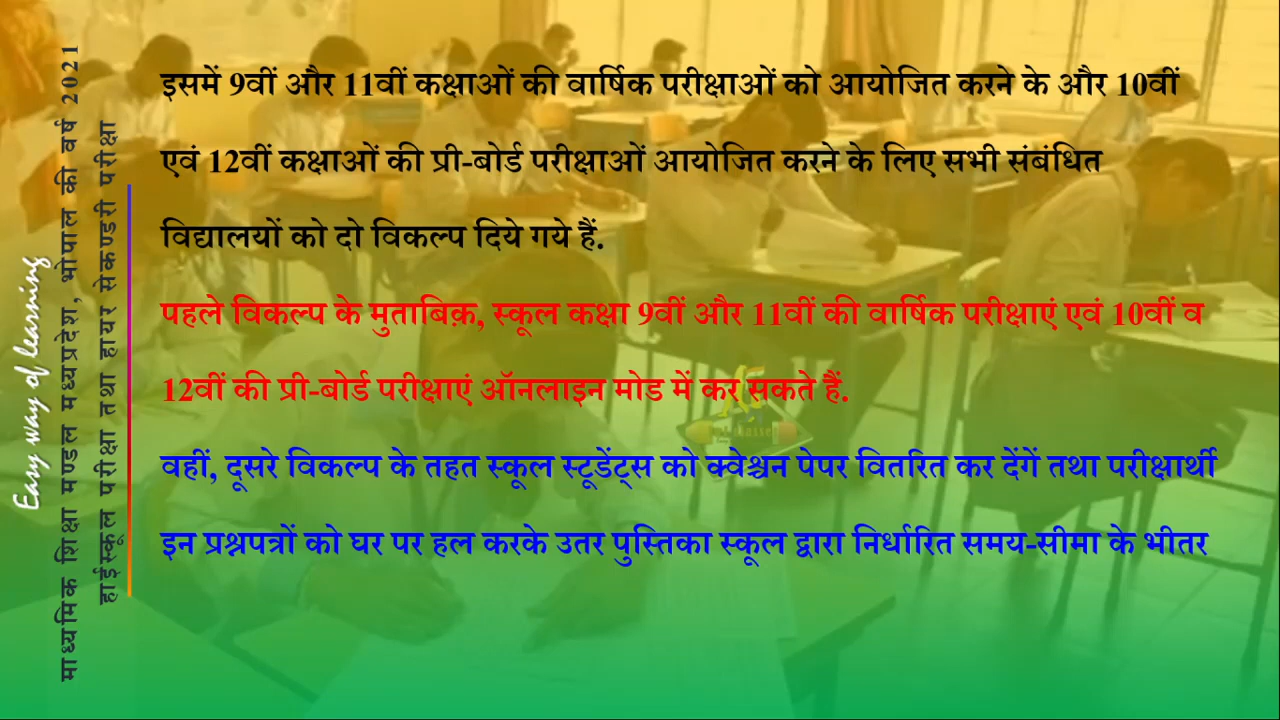 इसमें 9वीं और 11वीं कक्षाओं की वार्षिक परीक्षाओं को आयोजित करने के और 10वीं
एवं 12वीं कक्षाओं की प्री-बोर्ड परीक्षाओं आयोजित करने के लिए सभी संबंधित
विद्यालयों को दो विकल्प दिये गये हैं.
पहले विकल्प के मुताबिक़, स्कूल कक्षा 9वीं और 11वीं की वार्षिक परीक्षाएं एवं 10वीं व
12वीं की प्री-बोर्ड परीक्षाएं ऑनलाइन मोड में कर सकते हैं.
वहीं, दूसरे विकल्प के तहत स्कूल स्टूडेंट्स को क्वेश्चन पेपर वितरित कर देंगें तथा परीक्षार्थी
इन प्रश्नपत्रों को घर पर हल करके उतर पुस्तिका स्कूल द्वारा निर्धारित समय-सीमा के भीतर
Easy way of learning
माध्यमिक शिक्षा मण्डल मध्यप्रदेश, भोपाल की वर्ष 2021
हाईस्कूल परीक्षा तथा हायर सेकण्डरी परीक्षा